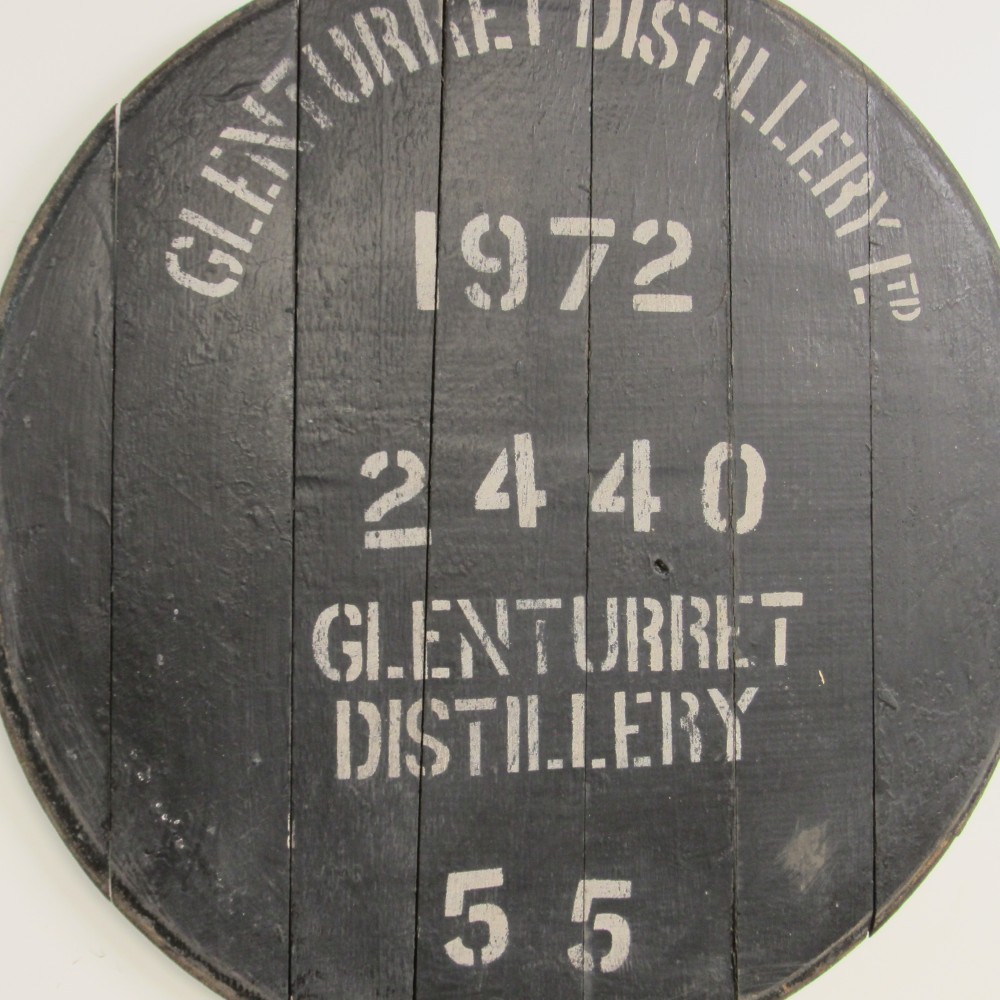 GLENTURRET DISTILLERY LTD
1972
2440
GLENTURRET
DISTILLERY
55